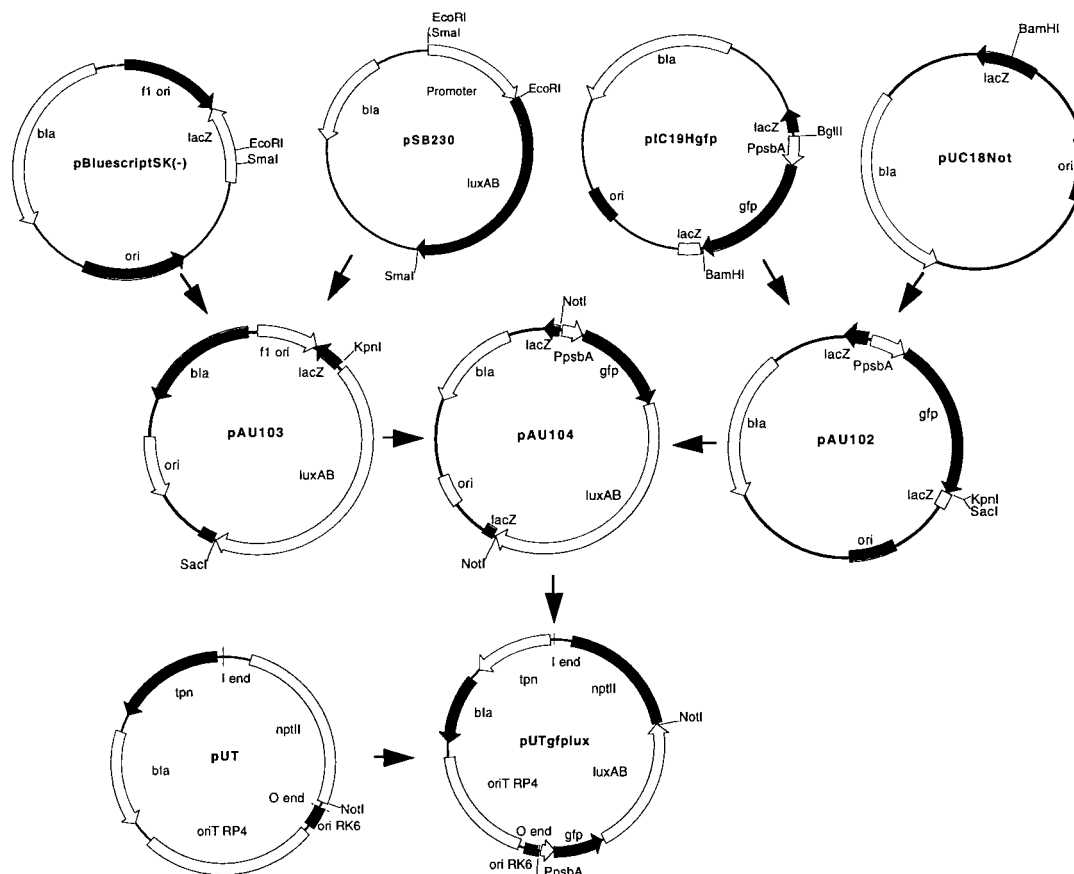 f1 ori
bla
lacZ
EcoRI
SmaI
pBluescriptSK(-)
ori
EcoRI
SmaI
Promoter
EcoRI
bla
pSB230
luxAB
SmaI
bla
lacZ
BglII
PpsbA
pIC19Hgfp
ori
gfp
lacZ
BamHI
BamHI
lacZ
pUC18Not
bla
ori
f1 ori
KpnI
lacZ
bla
pAU103
ori
luxAB
SacI
NotI
lacZ
PpsbA
bla
gfp
pAU104
ori
luxAB
lacZ
NotI
lacZ
PpsbA
gfp
bla
pAU102
lacZ
KpnI
SacI
ori
I end
tpn
nptII
pUT
bla
O end
NotI
oriT RP4
ori RK6
I end
tpn
nptII
bla
NotI
pUTgfplux
luxAB
oriT RP4
O end
gfp
ori RK6
PpsbA